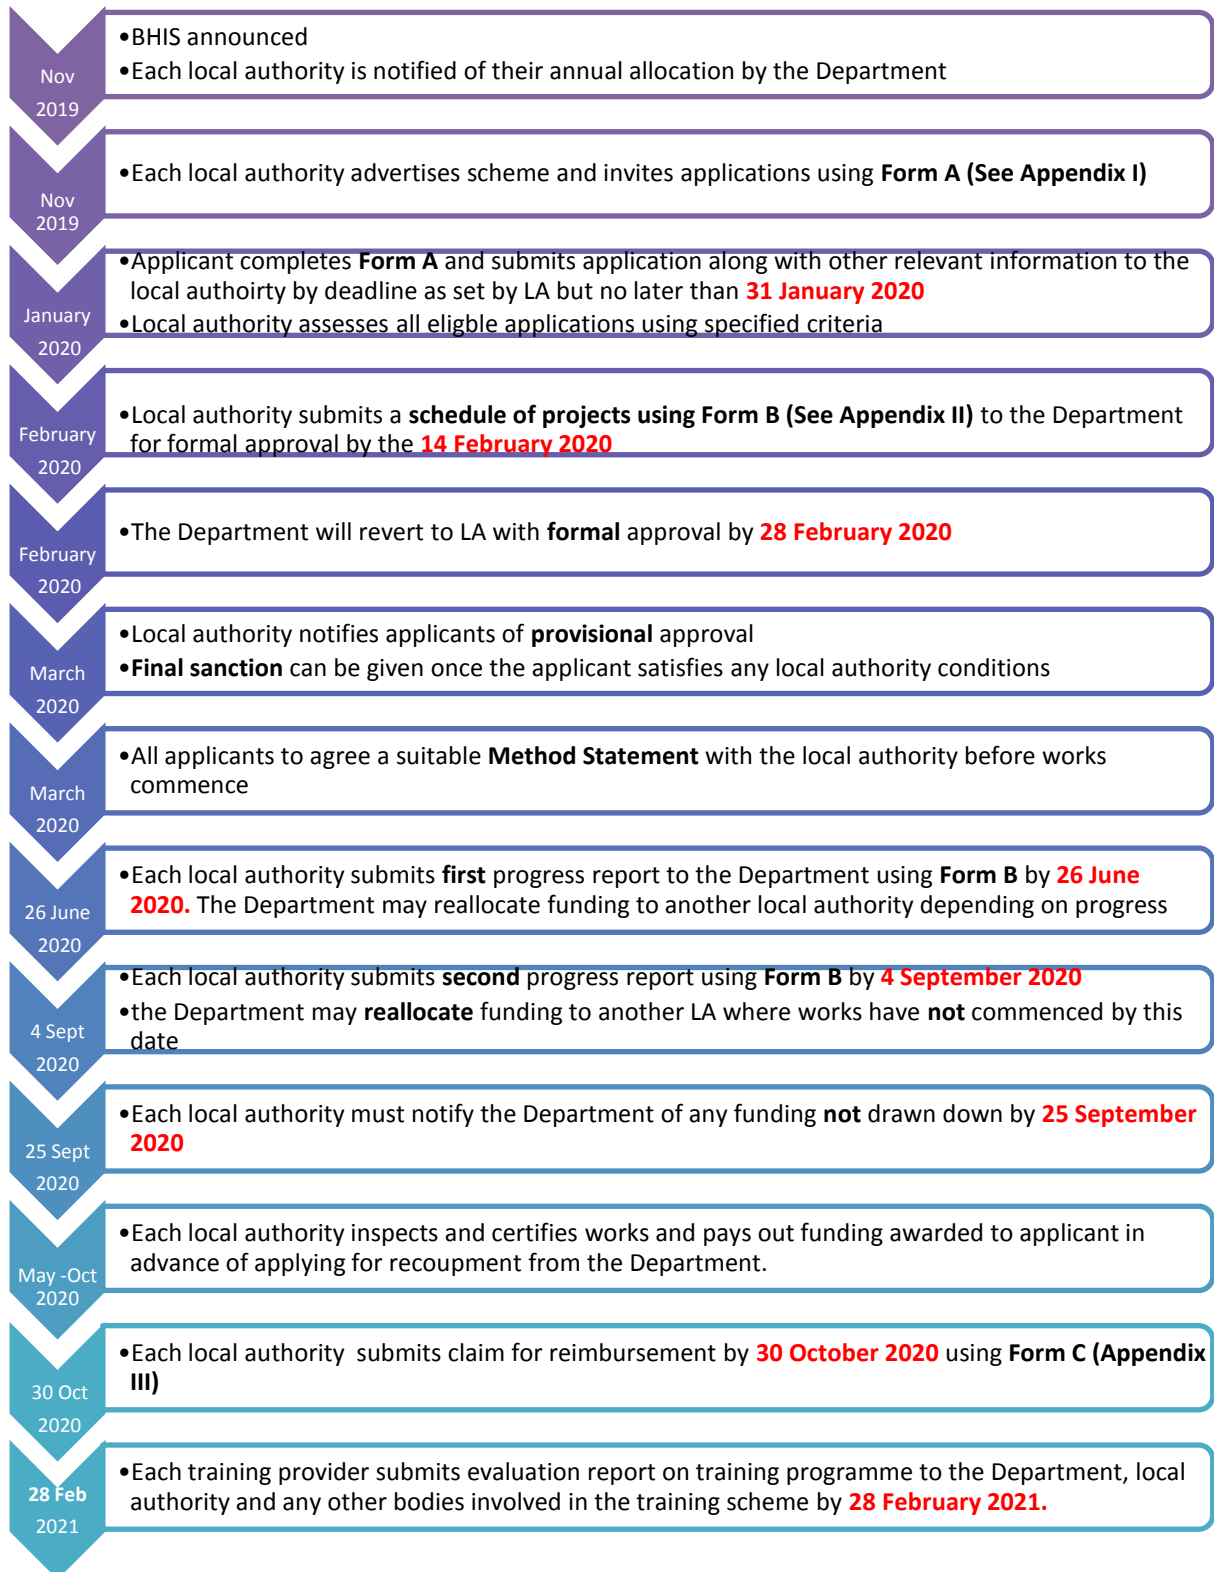 Nov
2019
•BHIS announced
•Each local authority is notified of their annual allocation by the Department
Nov
2019
•Each local authority advertises scheme and invites applications using Form A (See Appendix I)
January
2020
•Applicant completes Form A and submits application along with other relevant information to the
local authoirty by deadline as set by LA but no later than 31 January 2020
•Local authority assesses all eligble applications using specified criteria
February
2020
•Local authority submits a schedule of projects using Form B (See Appendix II) to the Department
for formal approval by the 14 February 2020
February
2020
•The Department will revert to LA with formal approval by 28 February 2020
March
2020
•Local authority notifies applicants of provisional approval
•Final sanction can be given once the applicant satisfies any local authority conditions
March
2020
•All applicants to agree a suitable Method Statement with the local authority before works
commence
26 June
2020
•Each local authority submits first progress report to the Department using Form B by 26 June
2020. The Department may reallocate funding to another local authority depending on progress
4 Sept
2020
•Each local authority submits second progress report using Form B by 4 September 2020
•the Department may reallocate funding to another LA where works have not commenced by this
date
25 Sept
2020
•Each local authority must notify the Department of any funding not drawn down by 25 September
2020
May -Oct
2020
•Each local authority inspects and certifies works and pays out funding awarded to applicant in
advance of applying for recoupment from the Department.
30 Oct
2020
•Each local authority  submits claim for reimbursement by 30 October 2020 using Form C (Appendix
III)
28 Feb
2021
•Each training provider submits evaluation report on training programme to the Department, local
authority and any other bodies involved in the training scheme by 28 February 2021.